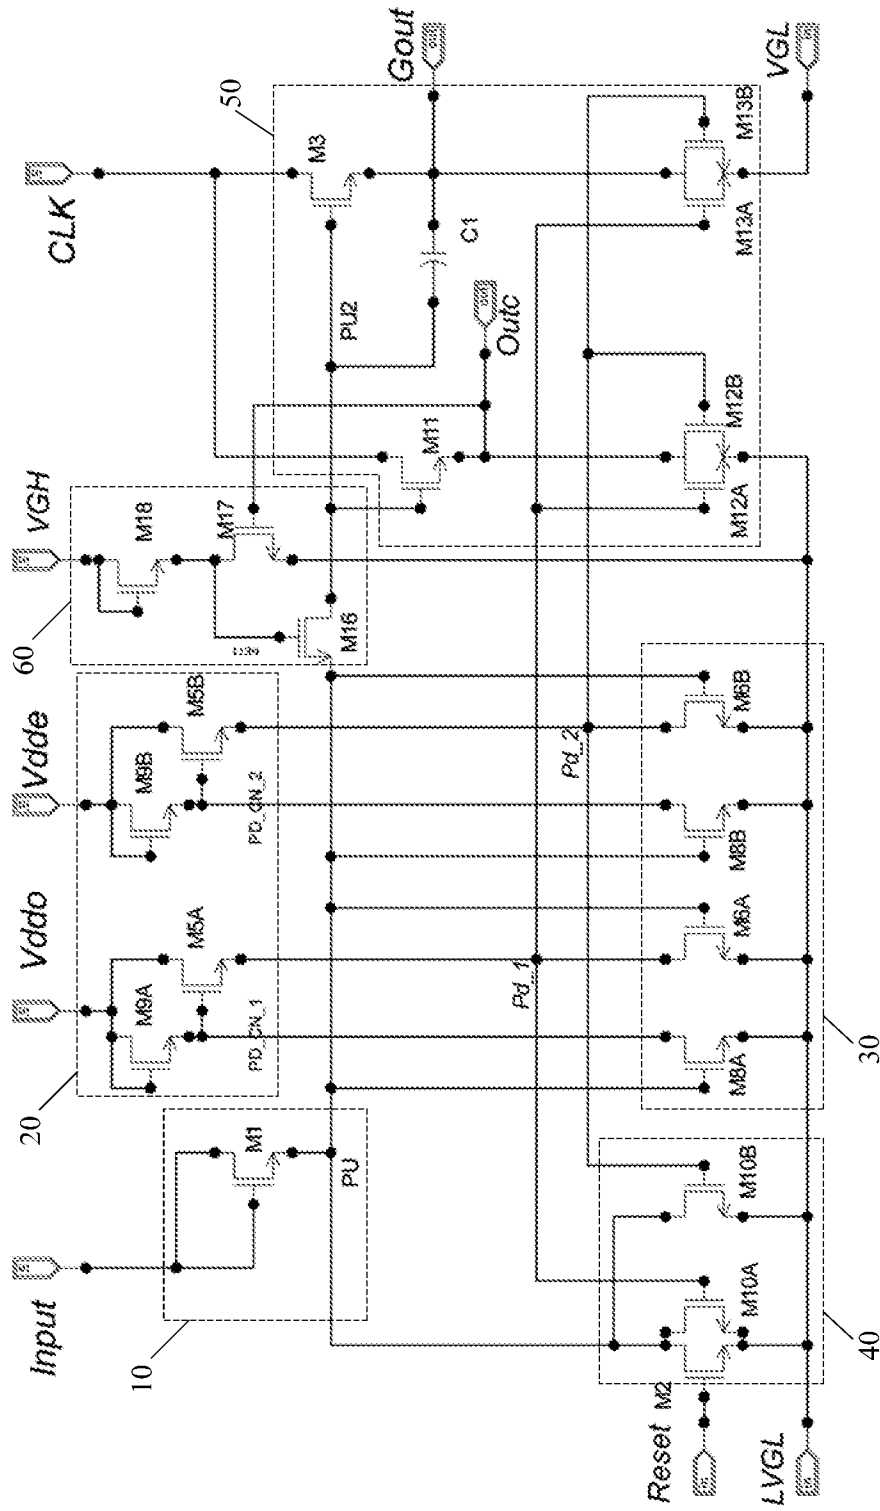 Input
Vddo
Vdde
VGH
CLK
10
20
60
50
M1
PU
M9A
M5A
PD_CN_1
M9B
M5B
PD_CN_2
M18
M17
M16
PU2
M3
C1
M11
Gout
Outc
Pd_1
Pd_2
Reset
M2
M10A
M10B
M8A
M6A
M8B
M6B
M12A
M12B
M13A
M13B
LVGL
VGL
40
30